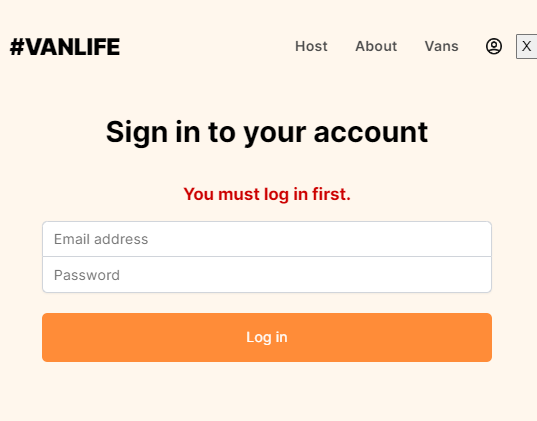 #VANLIFE Host About Vans X
Sign in to your account
You must log in first.
Email address
Password
Log in